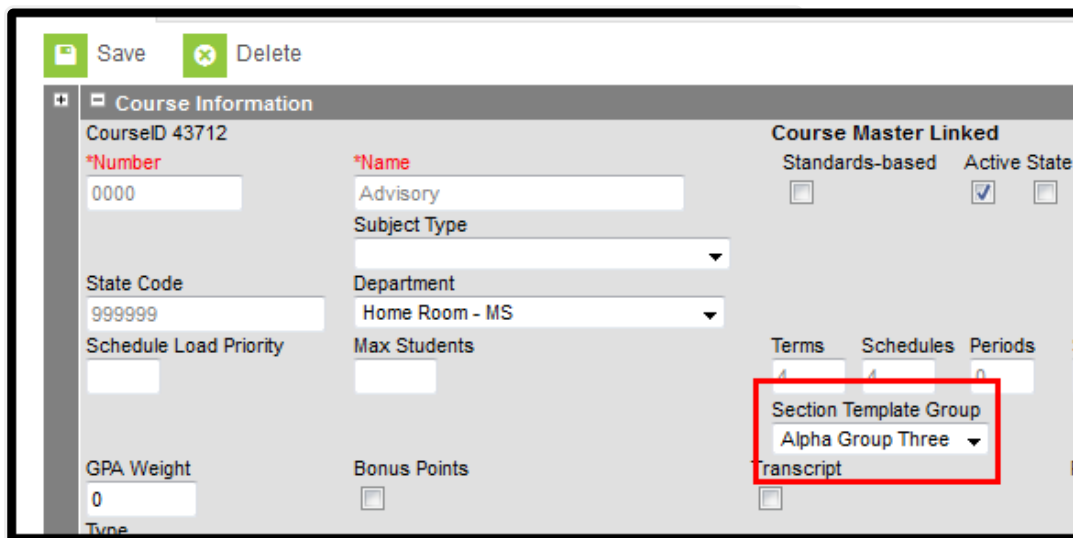 Save Delete
Course Information
CourseID 43712 Course Master Linked
*Number *Name Standards-based Active State
0000 Advisory
Subject Type
State Code Department
999999 Home Room - MS
Schedule Load Priority Max Students Terms Schedules Periods
4 4 0
Section Template Group
Alpha Group Three
GPA Weight Bonus Points Transcript
0
Type